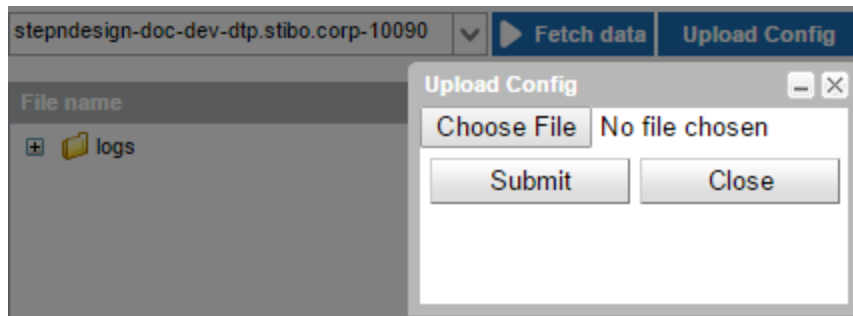 stepndesign-doc-dev-dtp.stibo.corp-10090 Fetch data Upload Config
Upload Config
File name
Choose File No file chosen
logs
Submit Close